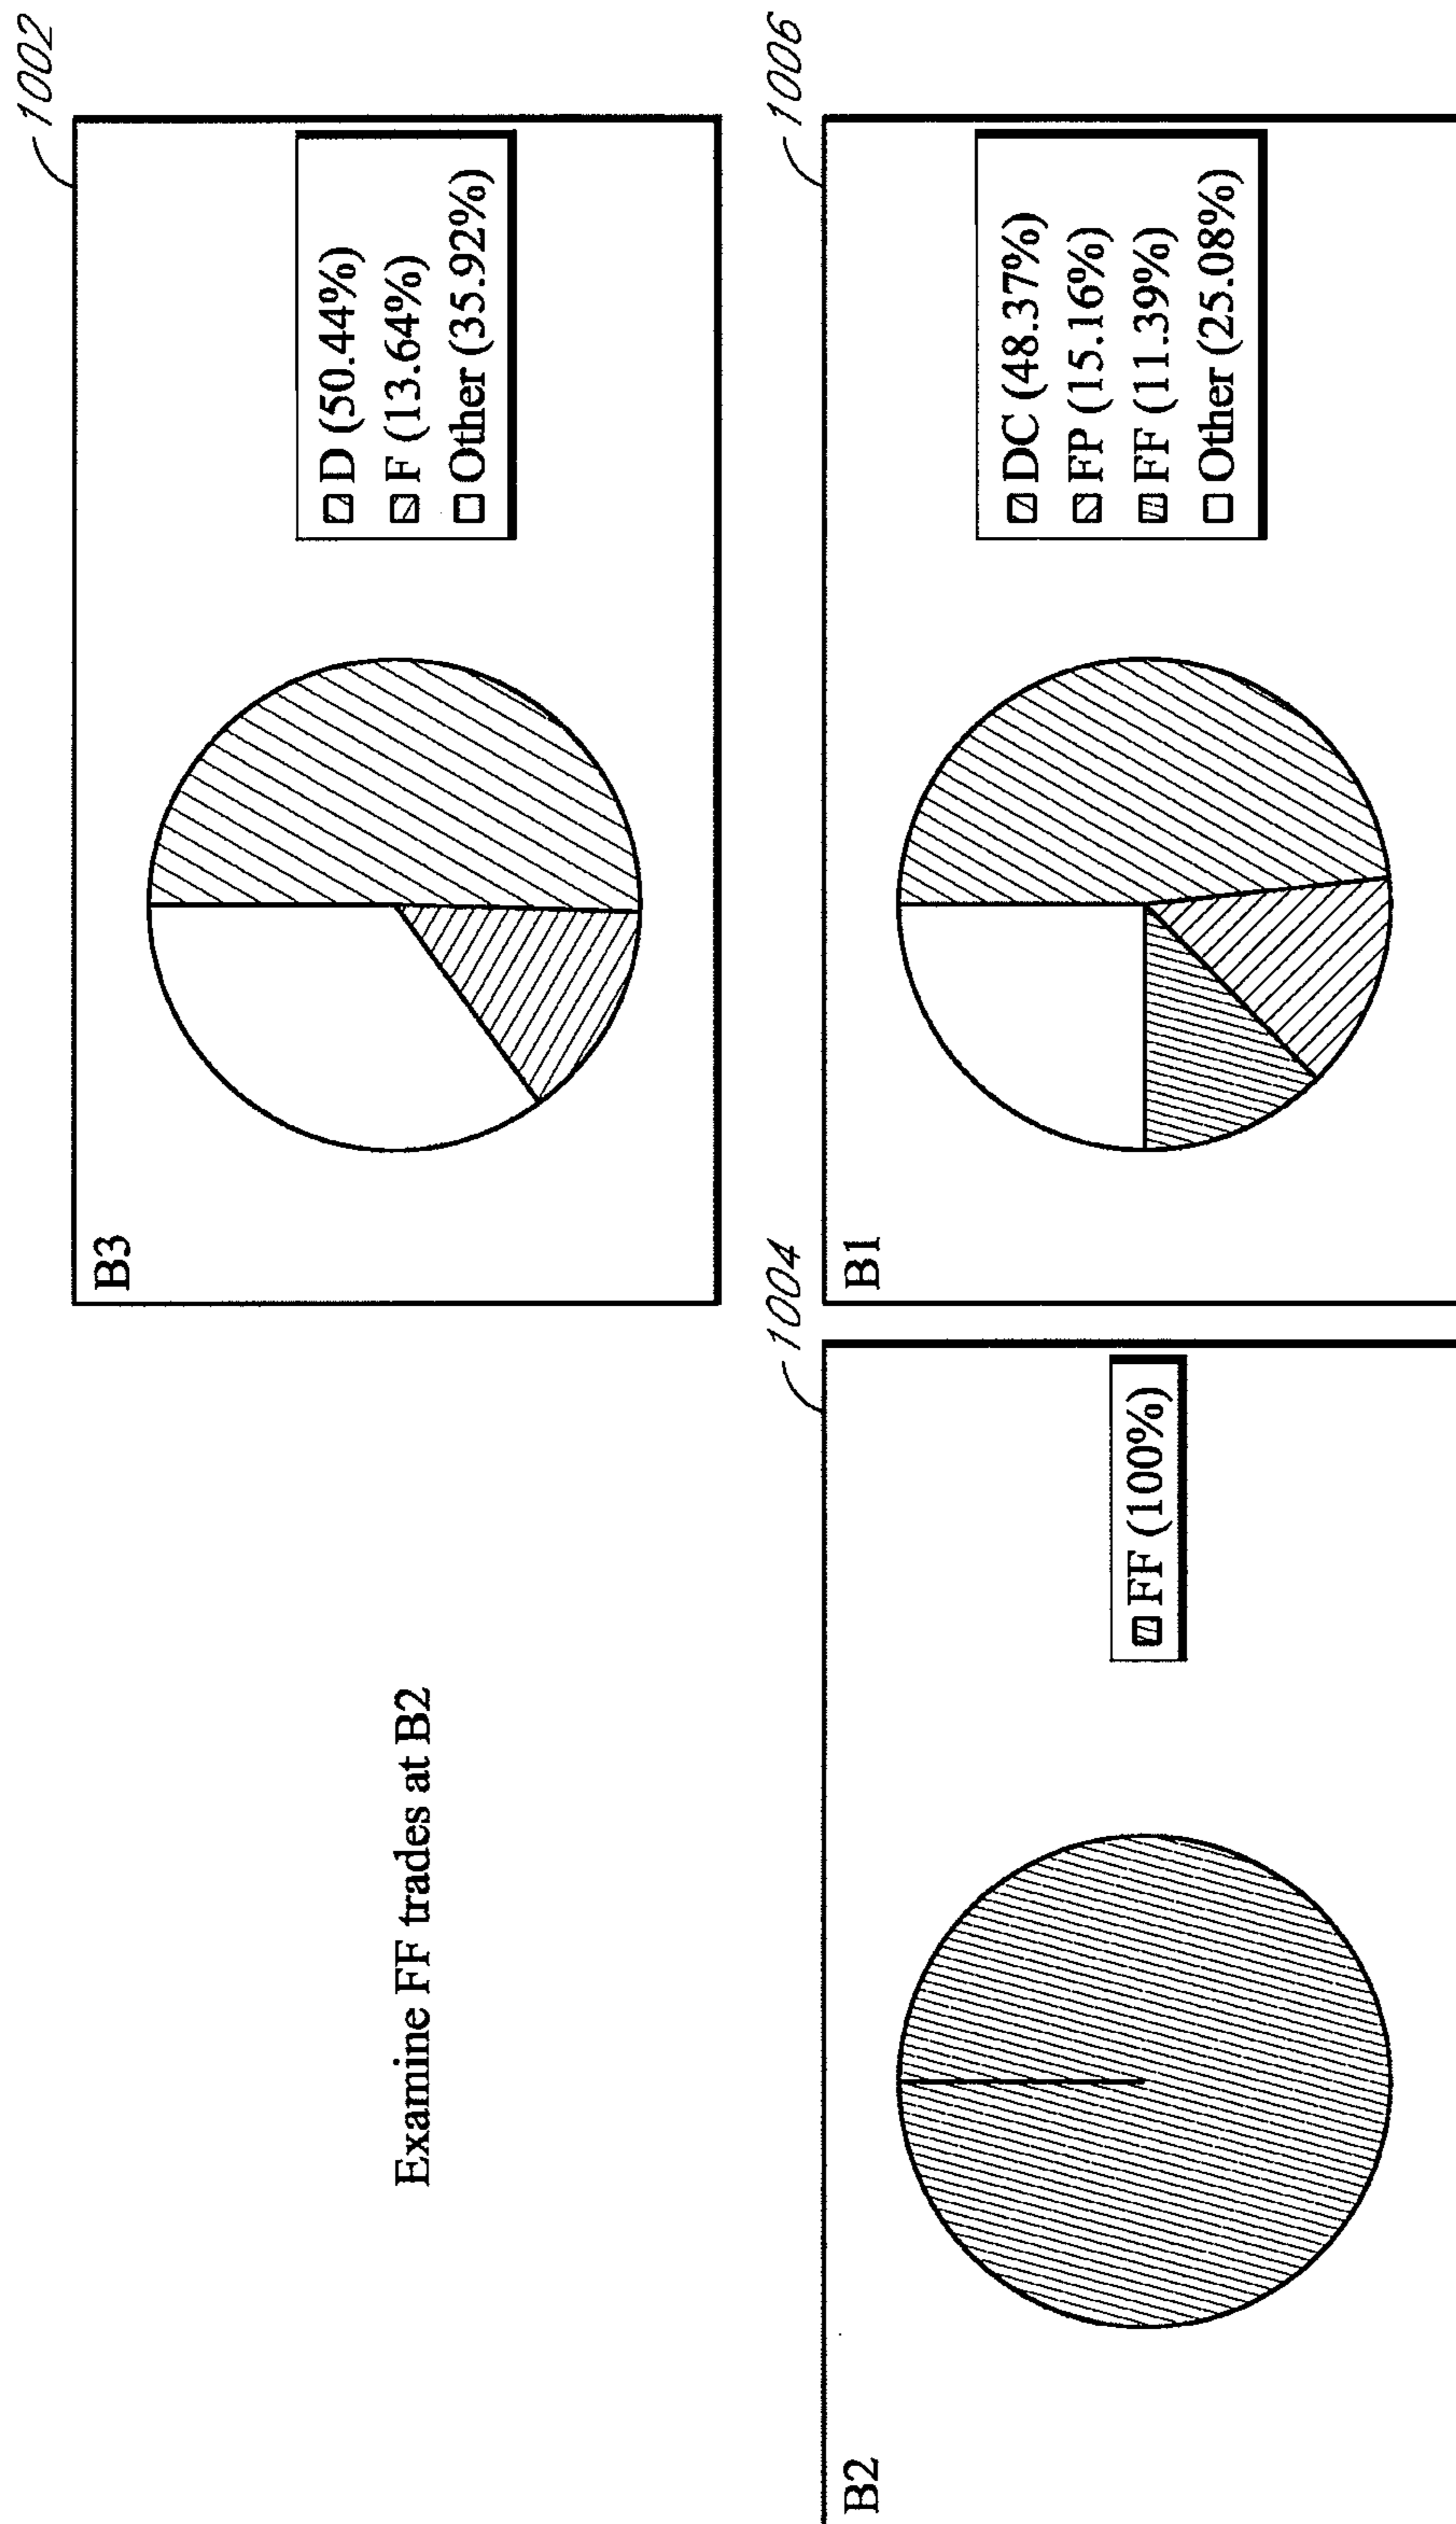 Examine FF trades at B2
1002
B3
D (50.44%)
F (13.64%)
Other (35.92%)
1004
B2
FF (100%)
1006
B1
DC (48.37%)
FP (15.16%)
FF (11.39%)
Other (25.08%)